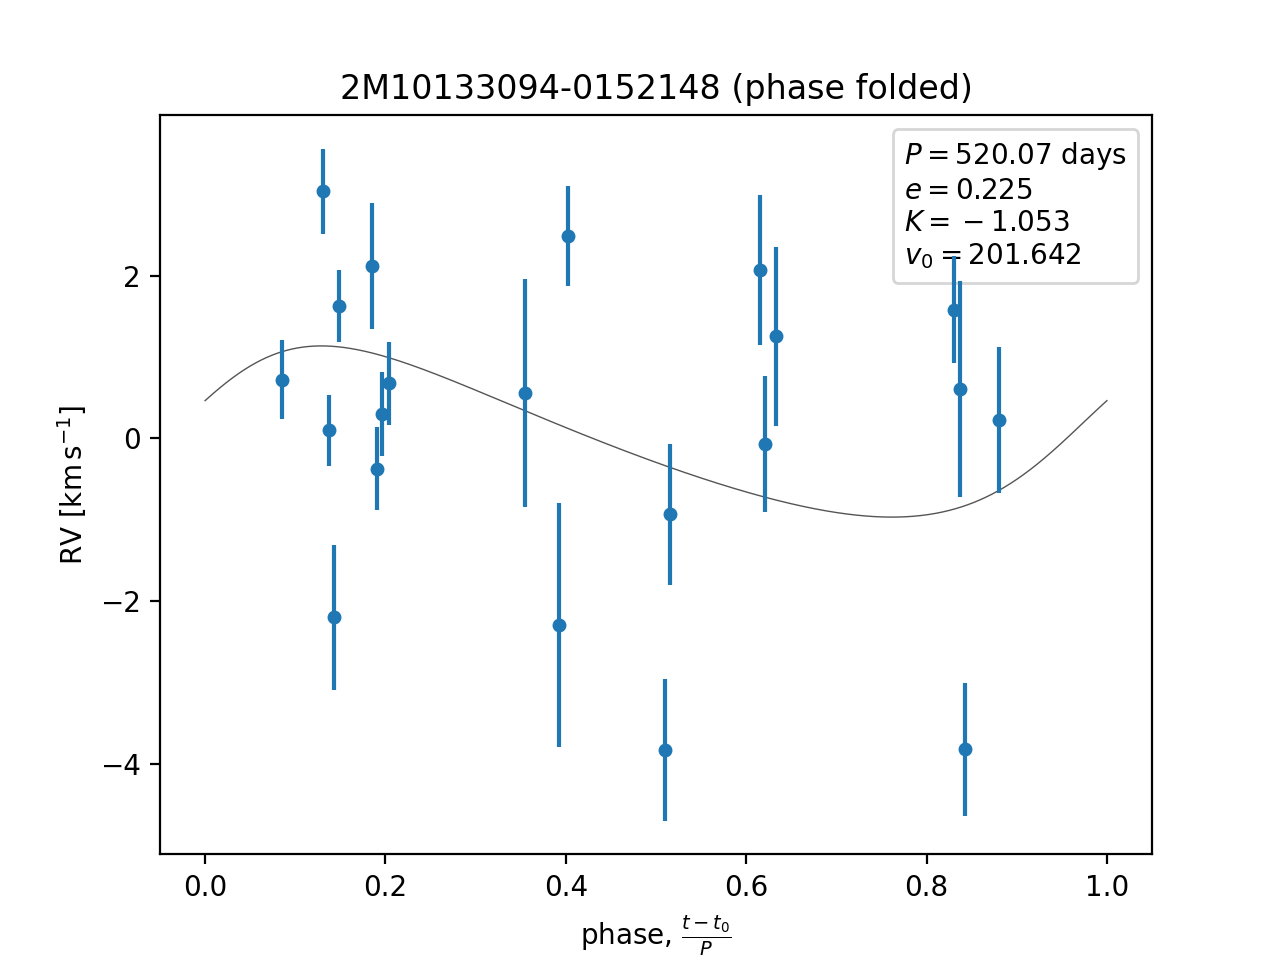 2M10133094-0152148 (phase folded)
P = 520.07 days
e = 0.225
K = −1.053
v₀ = 201.642
RV [km s⁻¹]
2
0
−2
−4
0.0 0.2 0.4 0.6 0.8 1.0
phase, (t − t₀)/P